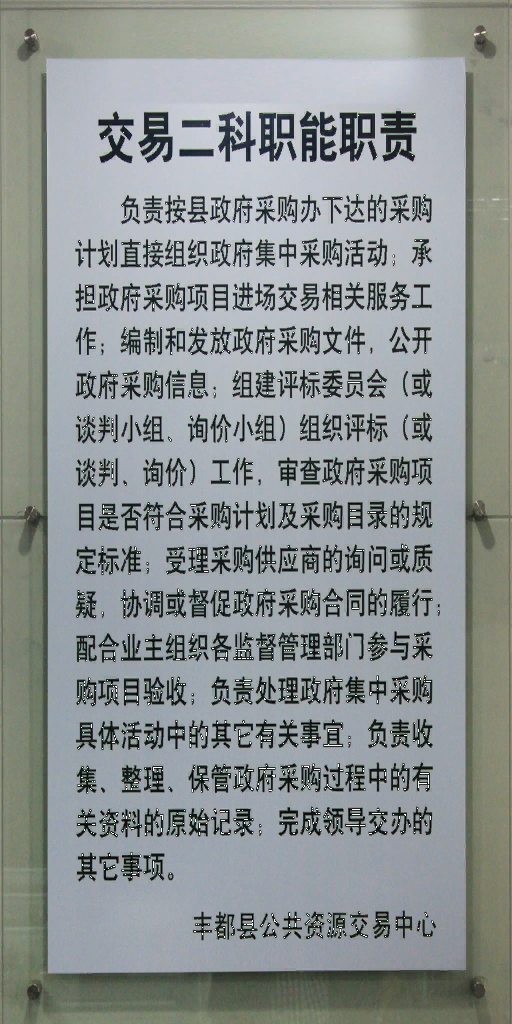 交易二科职能职责
负责按县政府采购办下达的采购
计划直接组织政府集中采购活动；承
担政府采购项目进场交易相关服务工
作；编制和发放政府采购文件，公开
政府采购信息；组建评标委员会（或
谈判小组、询价小组）组织评标（或
谈判、询价）工作，审查政府采购项
目是否符合采购计划及采购目录的规
定标准；受理采购供应商的询问或质
疑，协调或督促政府采购合同的履行；
配合业主组织各监督管理部门参与采
购项目验收；负责处理政府集中采购
具体活动中的其它有关事宜；负责收
集、整理、保管政府采购过程中的有
关资料的原始记录；完成领导交办的
其它事项。
丰都县公共资源交易中心